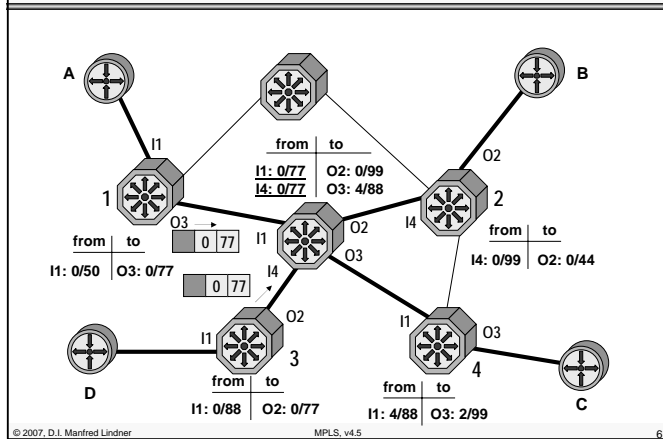 A
B
I1
from to
I1: 0/77 O2: 0/99
I4: 0/77 O3: 4/88
O2
1
2
O3
0 77
I1
O2
I4
from to
I1: 0/50 O3: 0/77
O3
from to
I4: 0/99 O2: 0/44
I4
0 77
O2
I1
I1
O3
D
3
4
C
from to
I1: 0/88 O2: 0/77
from to
I1: 4/88 O3: 2/99
© 2007, D.I. Manfred Lindner MPLS, v4.5 6